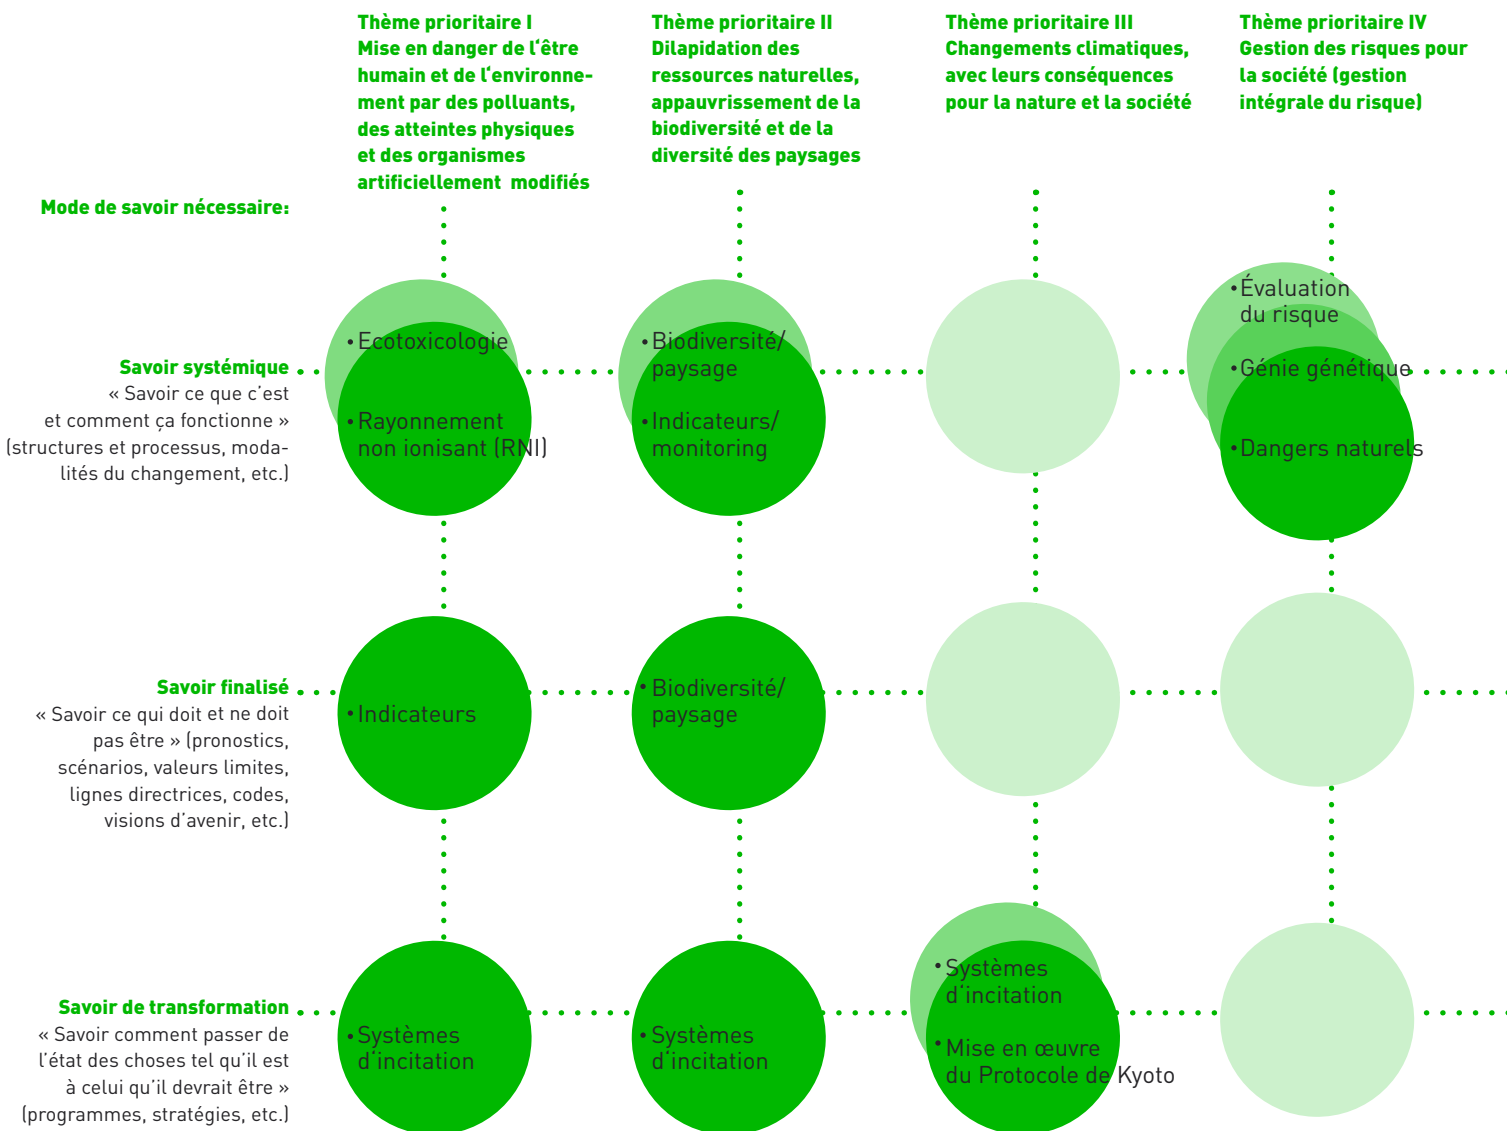 Thème prioritaire I
Mise en danger de l‘être
humain et de l‘environne-
ment par des polluants,
des atteintes physiques
et des organismes
artificiellement modifiés
Thème prioritaire II
Dilapidation des
ressources naturelles,
appauvrissement de la
biodiversité et de la
diversité des paysages
Thème prioritaire III
Changements climatiques,
avec leurs conséquences
pour la nature et la société
Thème prioritaire IV
Gestion des risques pour
la société (gestion
intégrale du risque)
Mode de savoir nécessaire:
Savoir systémique
« Savoir ce que c’est
et comment ça fonctionne »
(structures et processus, moda-
lités du changement, etc.)
•Ecotoxicologie
•Rayonnement
non ionisant (RNI)
•Biodiversité/
paysage
•Indicateurs/
monitoring
•Évaluation
du risque
•Génie génétique
•Dangers naturels
Savoir finalisé
« Savoir ce qui doit et ne doit
pas être » (pronostics,
scénarios, valeurs limites,
lignes directrices, codes,
visions d’avenir, etc.)
•Indicateurs
•Biodiversité/
paysage
Savoir de transformation
« Savoir comment passer de
l’état des choses tel qu’il est
à celui qu’il devrait être »
(programmes, stratégies, etc.)
•Systèmes
d’incitation
•Systèmes
d’incitation
•Systèmes
d’incitation
•Mise en œuvre
du Protocole de Kyoto